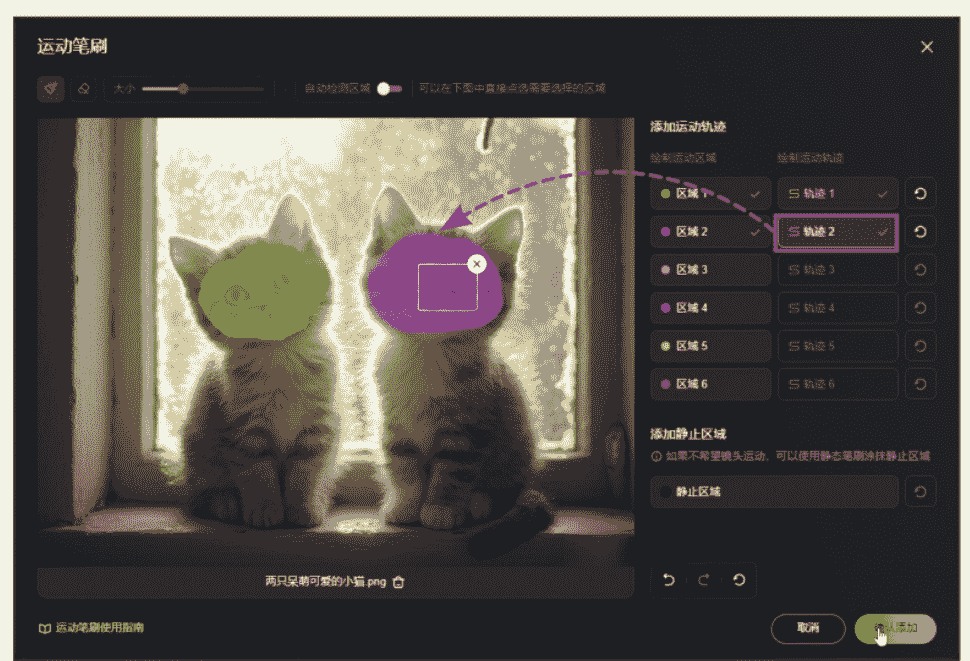 运动笔刷
大小 自动检测区域 可以在下图中直接点选需要选择的区域
添加运动轨迹
绘制运动区域 绘制运动轨迹
区域 1 轨迹 1
区域 2 轨迹 2
区域 3 轨迹 3
区域 4 轨迹 4
区域 5 轨迹 5
区域 6 轨迹 6
添加静止区域
如果不希望镜头运动，可以使用静态笔刷涂抹静止区域
静止区域
两只呆萌可爱的小猫.png
运动笔刷使用指南
取消 确认添加